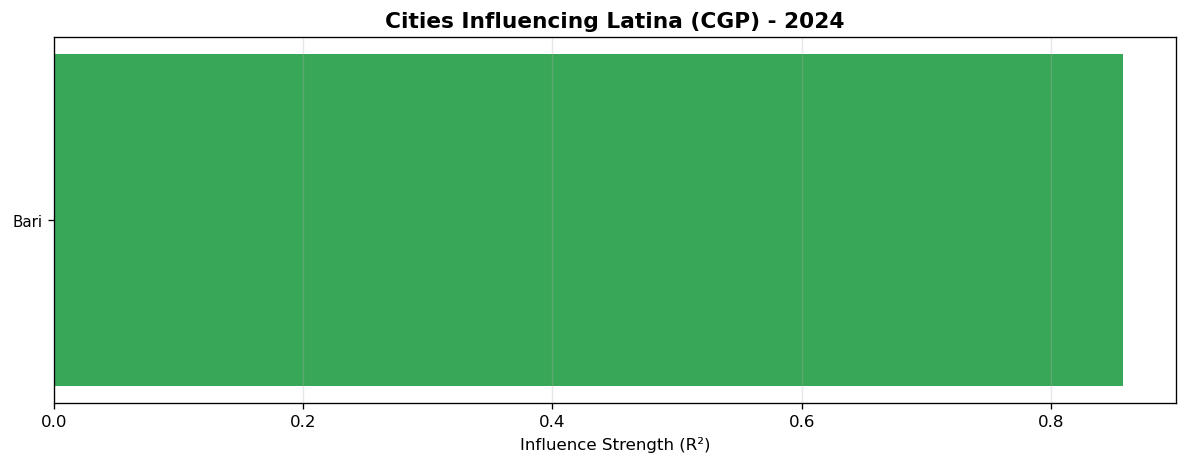 Cities Influencing Latina (CGP) - 2024
Bari
0.0 0.2 0.4 0.6 0.8
Influence Strength (R²)